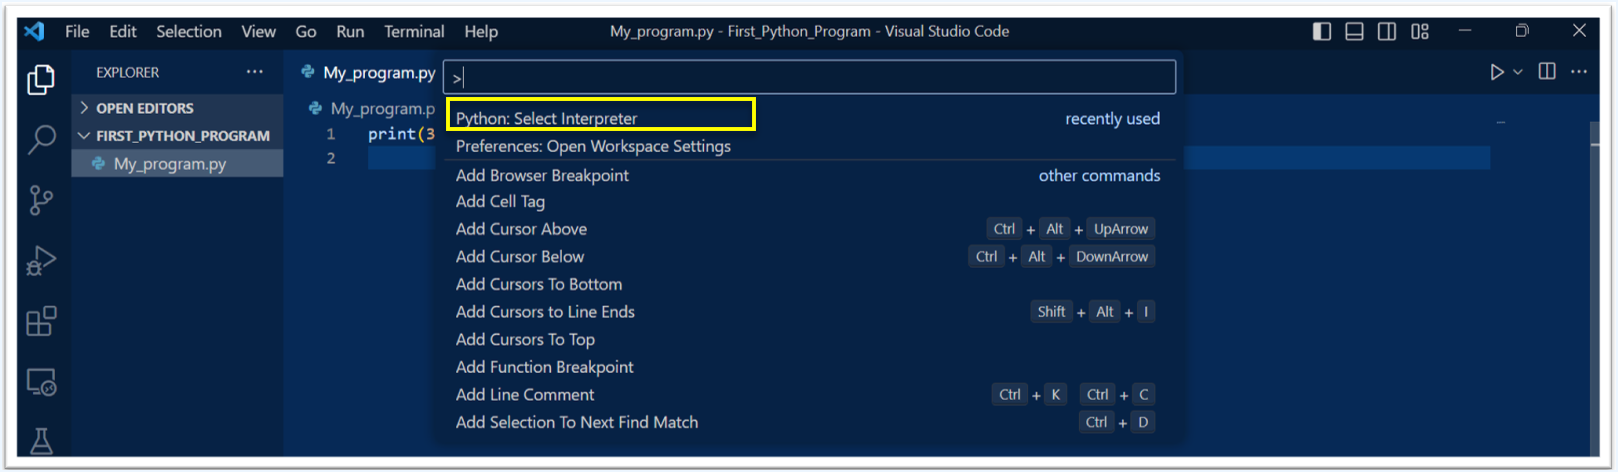 File Edit Selection View Go Run Terminal Help My_program.py - First_Python_Program - Visual Studio Code
EXPLORER
OPEN EDITORS
FIRST_PYTHON_PROGRAM
My_program.py
My_program.py
My_program.p
1 print(3
2
>
Python: Select Interpreter recently used
Preferences: Open Workspace Settings
Add Browser Breakpoint other commands
Add Cell Tag
Add Cursor Above Ctrl + Alt + UpArrow
Add Cursor Below Ctrl + Alt + DownArrow
Add Cursors To Bottom
Add Cursors to Line Ends Shift + Alt + I
Add Cursors To Top
Add Function Breakpoint
Add Line Comment Ctrl + K Ctrl + C
Add Selection To Next Find Match Ctrl + D